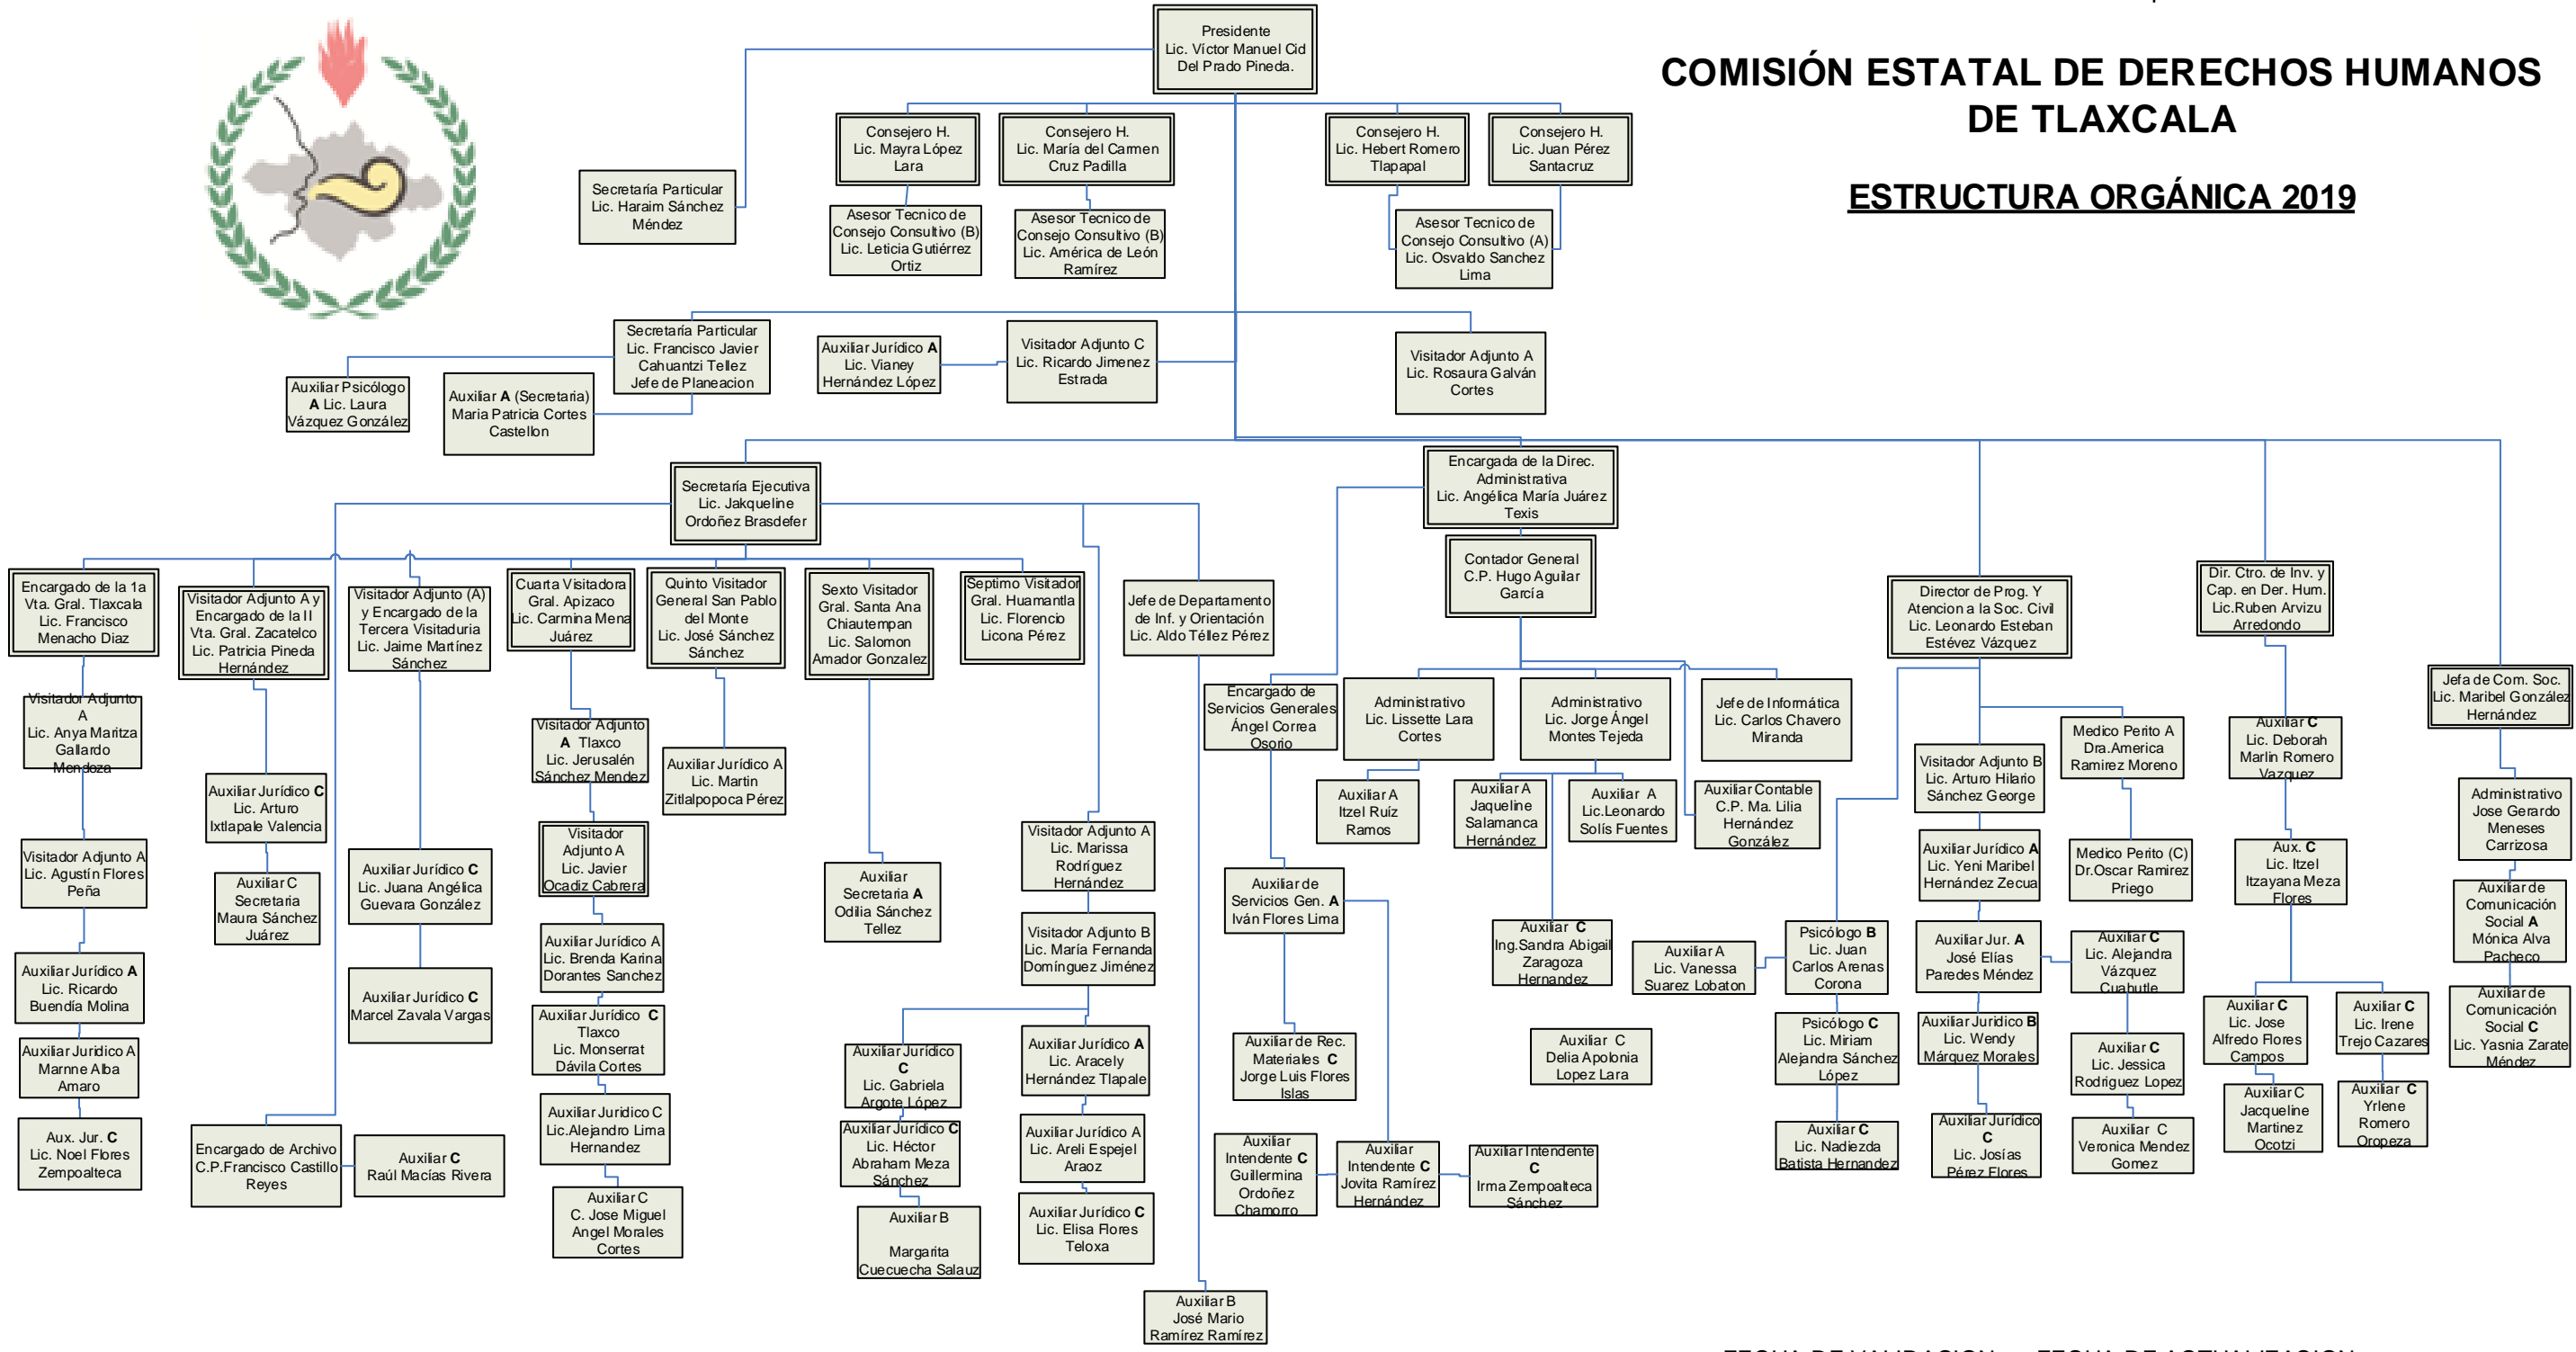 COMISIÓN ESTATAL DE DERECHOS HUMANOS
DE TLAXCALA
ESTRUCTURA ORGÁNICA 2019
Presidente
Lic. Víctor Manuel Cid
Del Prado Pineda.
Secretaría Particular
Lic. Haraim Sánchez
Méndez
Consejero H.
Lic. Mayra López
Lara
Consejero H.
Lic. María del Carmen
Cruz Padilla
Consejero H.
Lic. Hebert Romero
Tlapapal
Consejero H.
Lic. Juan Pérez
Santacruz
Asesor Tecnico de
Consejo Consultivo (B)
Lic. Leticia Gutiérrez
Ortiz
Asesor Tecnico de
Consejo Consultivo (B)
Lic. América de León
Ramírez
Asesor Tecnico de
Consejo Consultivo (A)
Lic. Osvaldo Sanchez
Lima
Secretaría Particular
Lic. Francisco Javier
Cahuantzi Tellez
Jefe de Planeacion
Auxiliar Psicólogo
A Lic. Laura
Vázquez González
Auxiliar A (Secretaria)
Maria Patricia Cortes
Castellon
Auxiliar Jurídico A
Lic. Vianey
Hernández López
Visitador Adjunto C
Lic. Ricardo Jimenez
Estrada
Visitador Adjunto A
Lic. Rosaura Galván
Cortes
Secretaría Ejecutiva
Lic. Jakqueline
Ordoñez Brasdefer
Encargada de la Direc.
Administrativa
Lic. Angélica María Juárez
Texis
Contador General
C.P. Hugo Aguilar
García
Encargado de la 1a
Vta. Gral. Tlaxcala
Lic. Francisco
Menacho Diaz
Visitador Adjunto A y
Encargado de la II
Vta. Gral. Zacatelco
Lic. Patricia Pineda
Hernández
Visitador Adjunto (A)
y Encargado de la
Tercera Visitaduria
Lic. Jaime Martínez
Sánchez
Cuarta Visitadora
Gral. Apizaco
Lic. Carmina Mena
Juárez
Quinto Visitador
General San Pablo
del Monte
Lic. José Sánchez
Sánchez
Sexto Visitador
Gral. Santa Ana
Chiautempan
Lic. Salomon
Amador Gonzalez
Septimo Visitador
Gral. Huamantla
Lic. Florencio
Licona Pérez
Jefe de Departamento
de Inf. y Orientación
Lic. Aldo Téllez Pérez
Director de Prog. Y
Atencion a la Soc. Civil
Lic. Leonardo Esteban
Estévez Vázquez
Dir. Ctro. de Inv. y
Cap. en Der. Hum.
Lic.Ruben Arvizu
Arredondo
Jefa de Com. Soc.
Lic. Maribel González
Hernández
Visitador Adjunto
A
Lic. Anya Maritza
Gallardo
Mendoza
Visitador Adjunto
A Tlaxco
Lic. Jerusalén
Sánchez Mendez
Auxiliar Jurídico A
Lic. Martin
Zitlalpopoca Pérez
Encargado de
Servicios Generales
Ángel Correa
Osorio
Administrativo
Lic. Lissette Lara
Cortes
Administrativo
Lic. Jorge Ángel
Montes Tejeda
Jefe de Informática
Lic. Carlos Chavero
Miranda
Visitador Adjunto B
Lic. Arturo Hilario
Sánchez George
Medico Perito A
Dra.America
Ramirez Moreno
Auxiliar C
Lic. Deborah
Marlin Romero
Vazquez
Administrativo
Jose Gerardo
Meneses
Carrizosa
Auxiliar Jurídico C
Lic. Arturo
Ixtlapale Valencia
Auxiliar A
Itzel Ruíz
Ramos
Auxiliar A
Jaqueline
Salamanca
Hernández
Auxiliar A
Lic.Leonardo
Solís Fuentes
Auxiliar Contable
C.P. Ma. Lilia
Hernández
González
Visitador Adjunto A
Lic. Agustín Flores
Peña
Auxiliar C
Secretaria
Maura Sánchez
Juárez
Auxiliar Jurídico C
Lic. Juana Angélica
Guevara González
Visitador
Adjunto A
Lic. Javier
Ocadiz Cabrera
Auxiliar
Secretaria A
Odilia Sánchez
Tellez
Visitador Adjunto A
Lic. Marissa
Rodríguez
Hernández
Auxiliar de
Servicios Gen. A
Iván Flores Lima
Auxiliar Jurídico A
Lic. Yeni Maribel
Hernández Zecua
Medico Perito (C)
Dr.Oscar Ramirez
Priego
Aux. C
Lic. Itzel
Itzayana Meza
Flores
Auxiliar de
Comunicación
Social A
Mónica Alva
Pacheco
Auxiliar Jurídico A
Lic. Ricardo
Buendía Molina
Auxiliar Jurídico C
Marcel Zavala Vargas
Auxiliar Jurídico A
Lic. Brenda Karina
Dorantes Sanchez
Visitador Adjunto B
Lic. María Fernanda
Domínguez Jiménez
Auxiliar C
Ing.Sandra Abigail
Zaragoza
Hernandez
Auxiliar A
Lic. Vanessa
Suarez Lobaton
Psicólogo B
Lic. Juan
Carlos Arenas
Corona
Auxiliar Jur. A
José Elías
Paredes Méndez
Auxiliar C
Lic. Alejandra
Vázquez
Cuahutle
Auxiliar C
Lic. Jose
Alfredo Flores
Campos
Auxiliar C
Lic. Irene
Trejo Cazares
Auxiliar de
Comunicación
Social C
Lic. Yasnia Zarate
Méndez
Auxiliar Juridico A
Marnne Alba
Amaro
Auxiliar Jurídico C
Tlaxco
Lic. Monserrat
Dávila Cortes
Auxiliar Jurídico
C
Lic. Gabriela
Argote López
Auxiliar Jurídico A
Lic. Aracely
Hernández Tlapale
Auxiliar de Rec.
Materiales C
Jorge Luis Flores
Islas
Auxiliar C
Delia Apolonia
Lopez Lara
Psicólogo C
Lic. Miriam
Alejandra Sánchez
López
Auxiliar Juridico B
Lic. Wendy
Márquez Morales
Auxiliar C
Lic. Jessica
Rodriguez Lopez
Auxiliar C
Jacqueline
Martinez
Ocotzi
Auxiliar C
Yrlene
Romero
Oropeza
Aux. Jur. C
Lic. Noel Flores
Zempoalteca
Encargado de Archivo
C.P.Francisco Castillo
Reyes
Auxiliar C
Raúl Macías Rivera
Auxiliar Juridico C
Lic.Alejandro Lima
Hernandez
Auxiliar Jurídico C
Lic. Héctor
Abraham Meza
Sánchez
Auxiliar Jurídico A
Lic. Areli Espejel
Araoz
Auxiliar
Intendente C
Guillermina
Ordoñez
Chamorro
Auxiliar
Intendente C
Jovita Ramírez
Hernández
Auxiliar Intendente
C
Irma Zempoalteca
Sánchez
Auxiliar C
Lic. Nadiezda
Batista Hernandez
Auxiliar Jurídico
C
Lic. Josías
Pérez Flores
Auxiliar C
Veronica Mendez
Gomez
Auxiliar C
C. Jose Miguel
Angel Morales
Cortes
Auxiliar B
Margarita
Cuecuecha Salauz
Auxiliar Jurídico C
Lic. Elisa Flores
Teloxa
Auxiliar B
José Mario
Ramírez Ramírez
FECHA DE VALIDACION FECHA DE ACTUALIZACION